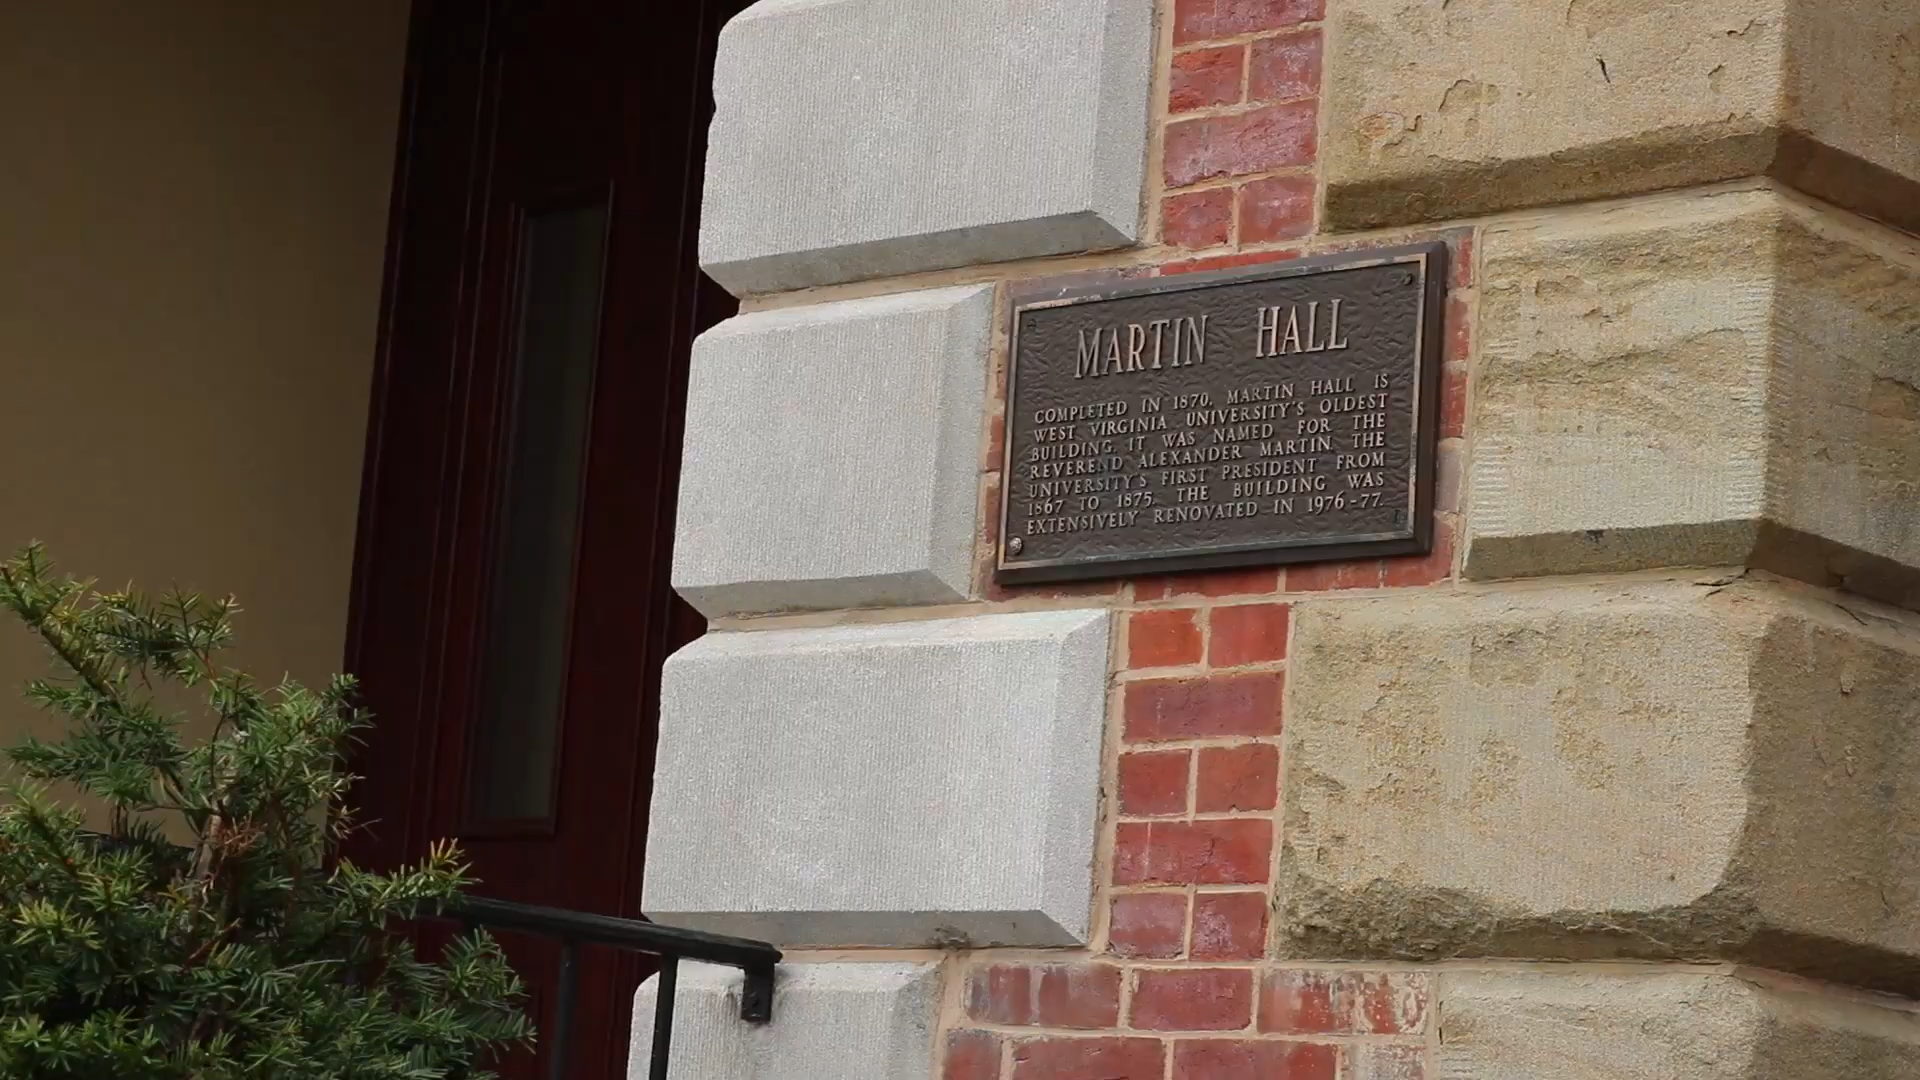 MARTIN HALL
COMPLETED IN 1870, MARTIN HALL IS
WEST VIRGINIA UNIVERSITY'S OLDEST
BUILDING. IT WAS NAMED FOR THE
REVEREND ALEXANDER MARTIN, THE
UNIVERSITY'S FIRST PRESIDENT FROM
1867 TO 1875. THE BUILDING WAS
EXTENSIVELY RENOVATED IN 1976-77.